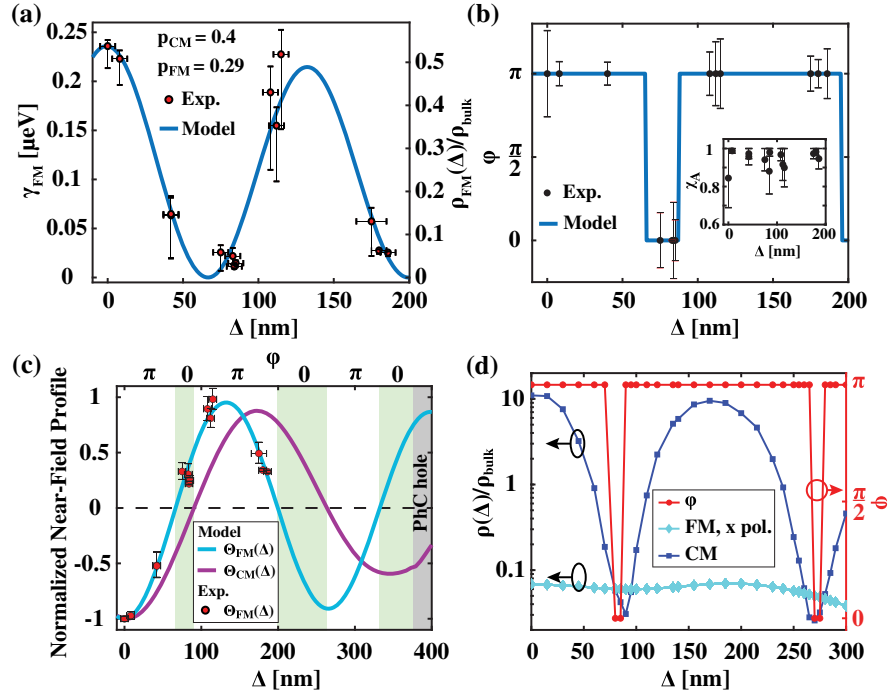 (a)
0.25
0.2
0.15
0.1
0.05
0
γFM [μeV]
pCM = 0.4
pFM = 0.29
Exp.
Model
0.5
0.4
0.3
0.2
0.1
0
ρFM(Δ)/ρbulk
0 50 100 150 200
Δ [nm]
(b)
π
π/2
0
φ
Exp.
Model
1
0.8
0.6
χA
0 100 200
Δ [nm]
0 50 100 150 200
Δ [nm]
(c)
φ
π 0 π 0 π 0
1
0.5
0
-0.5
-1
Normalized Near-Field Profile
PhC hole
Model
ΘFM(Δ)
ΘCM(Δ)
Exp.
ΘFM(Δ)
0 100 200 300 400
Δ [nm]
(d)
10
1
0.1
ρ(Δ)/ρbulk
φ
FM, x pol.
CM
π
π/2
0
φ
0 50 100 150 200 250 300
Δ [nm]